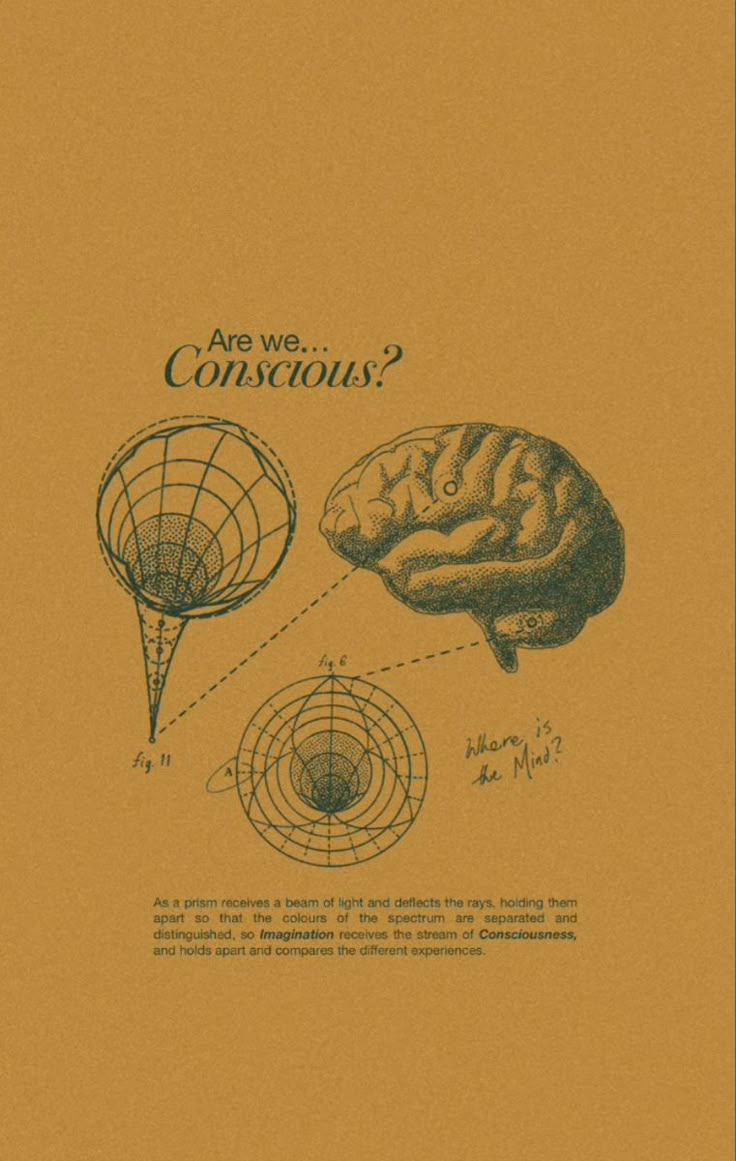 Are we...
Conscious?
fig. 6
fig. 11
A
Where is
the Mind?
As a prism receives a beam of light and deflects the rays, holding them
apart so that the colours of the spectrum are separated and
distinguished, so Imagination receives the stream of Consciousness,
and holds apart and compares the different experiences.